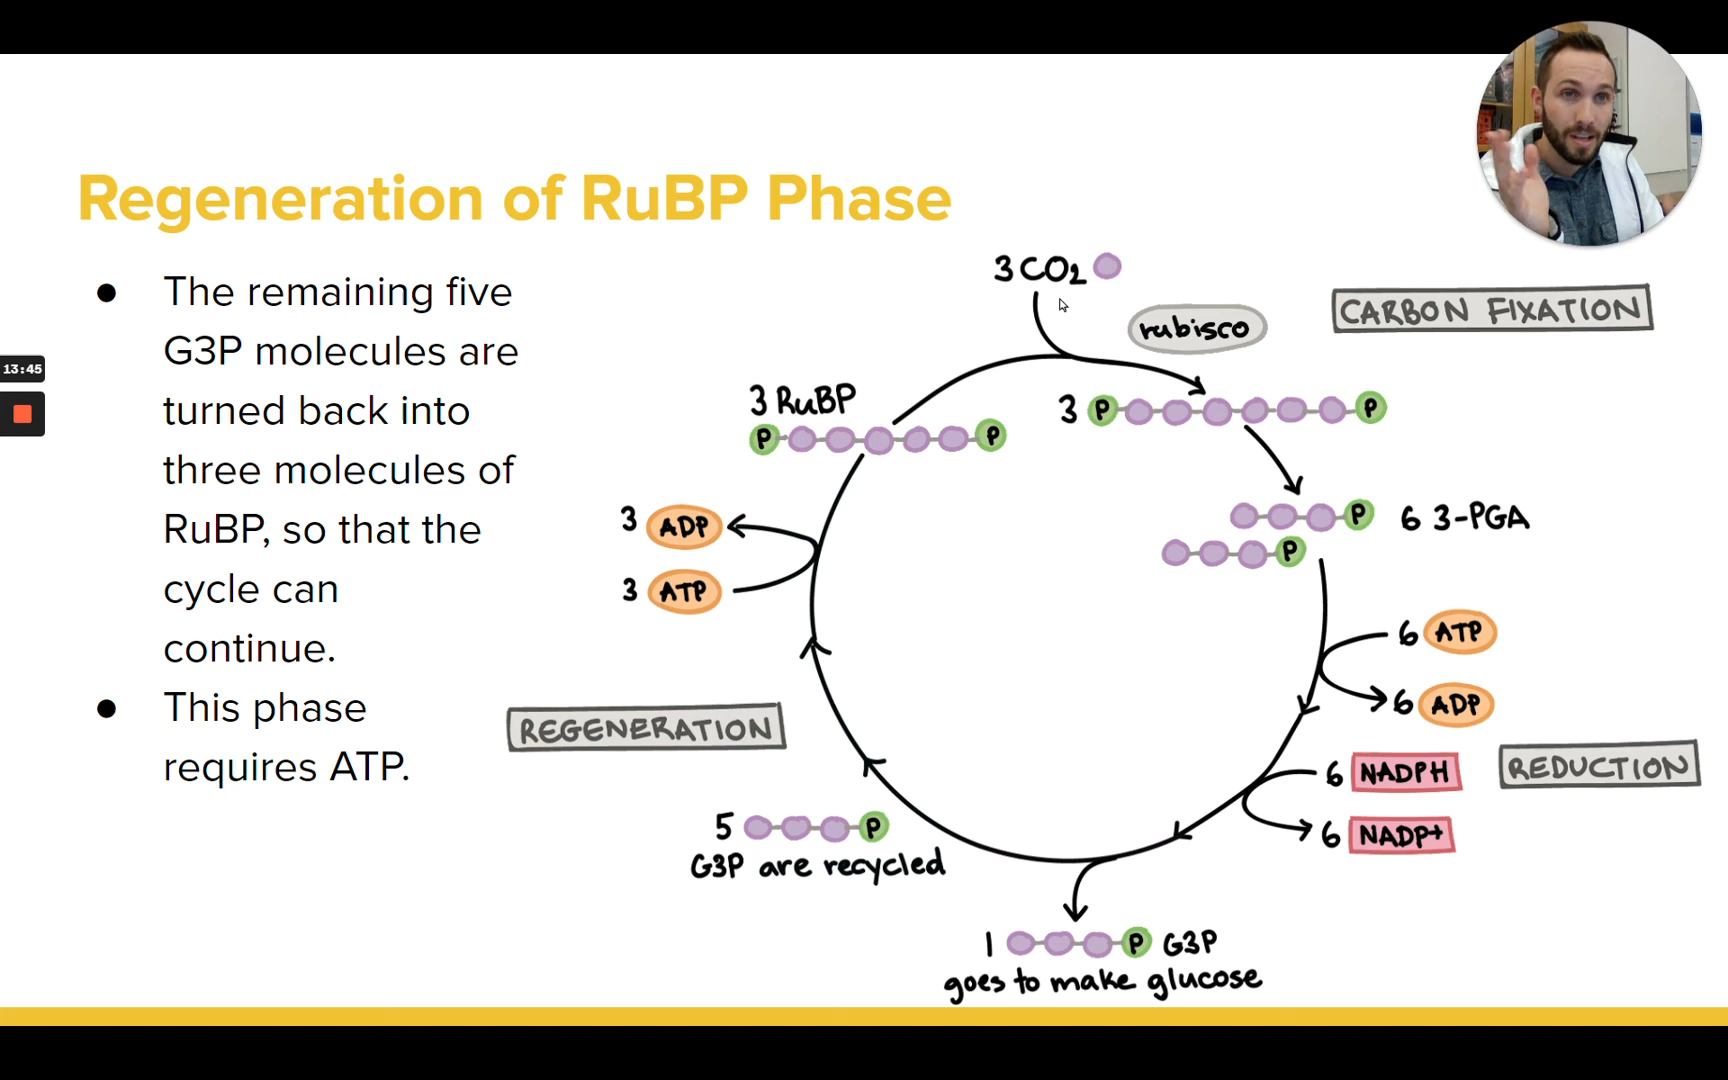 Regeneration of RuBP Phase
● The remaining five
G3P molecules are
turned back into
three molecules of
RuBP, so that the
cycle can
continue.
● This phase
requires ATP.
13:45
3 CO2
rubisco
CARBON FIXATION
3 RuBP
P P
3 P P
P 6 3-PGA
P
3 ADP
3 ATP
6 ATP
6 ADP
REGENERATION
6 NADPH
REDUCTION
6 NADP+
5 P
G3P are recycled
1 P G3P
goes to make glucose